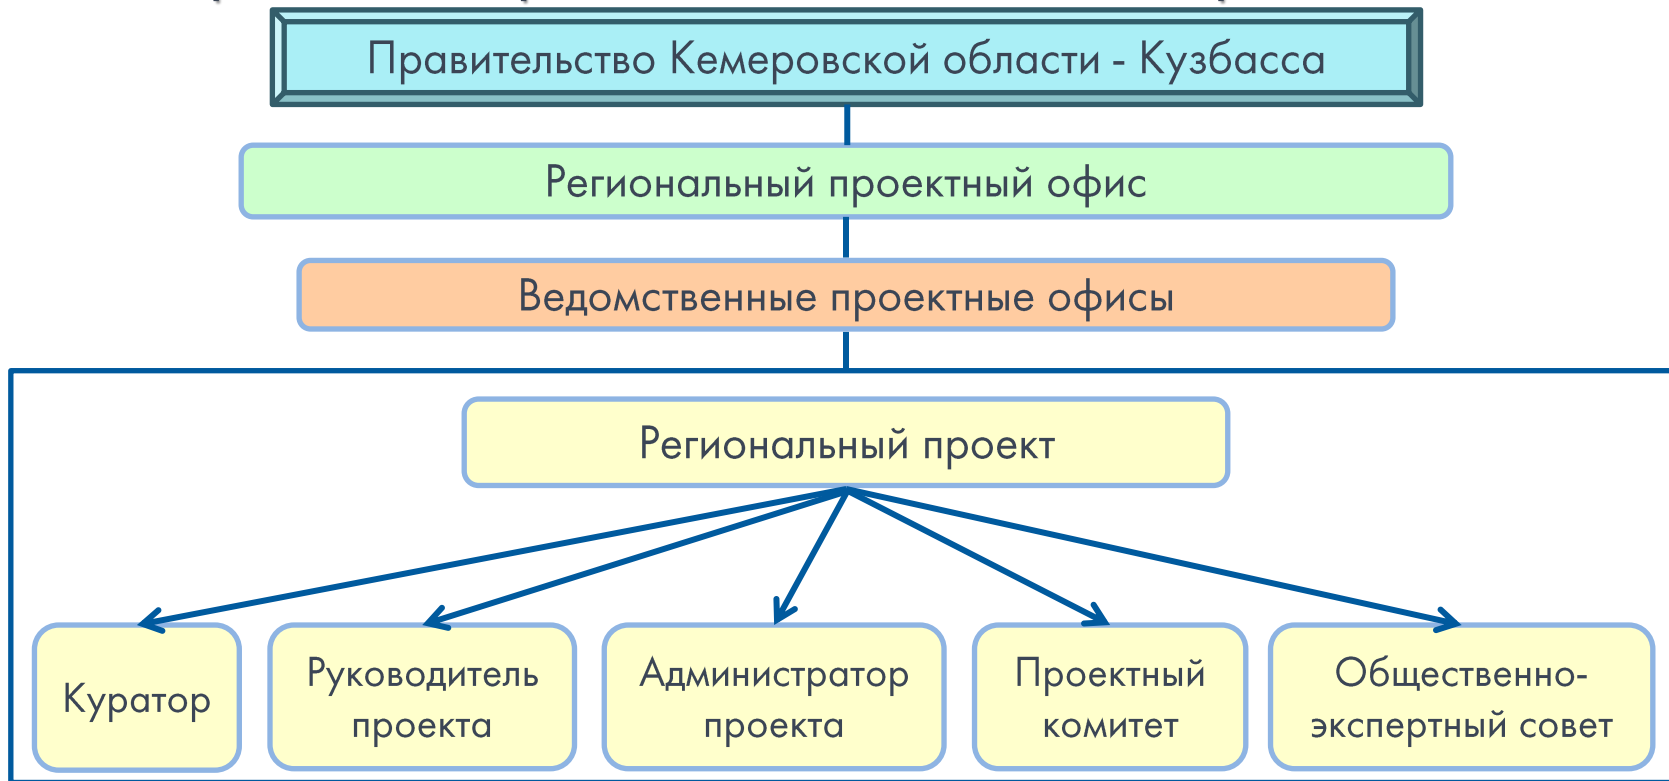 Правительство Кемеровской области - Кузбасса
Региональный проектный офис
Ведомственные проектные офисы
Региональный проект
Куратор
Руководитель
проекта
Администратор
проекта
Проектный
комитет
Общественно-
экспертный совет